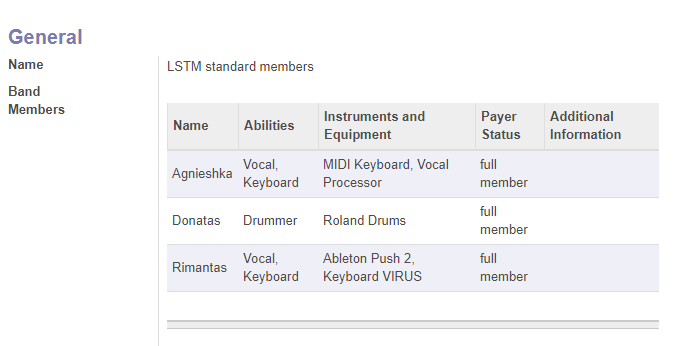 General
Name
LSTM standard members
Band
Members
Name Abilities Instruments and Equipment Payer Status Additional Information
Agnieshka Vocal, Keyboard MIDI Keyboard, Vocal Processor full member
Donatas Drummer Roland Drums full member
Rimantas Vocal, Keyboard Ableton Push 2, Keyboard VIRUS full member